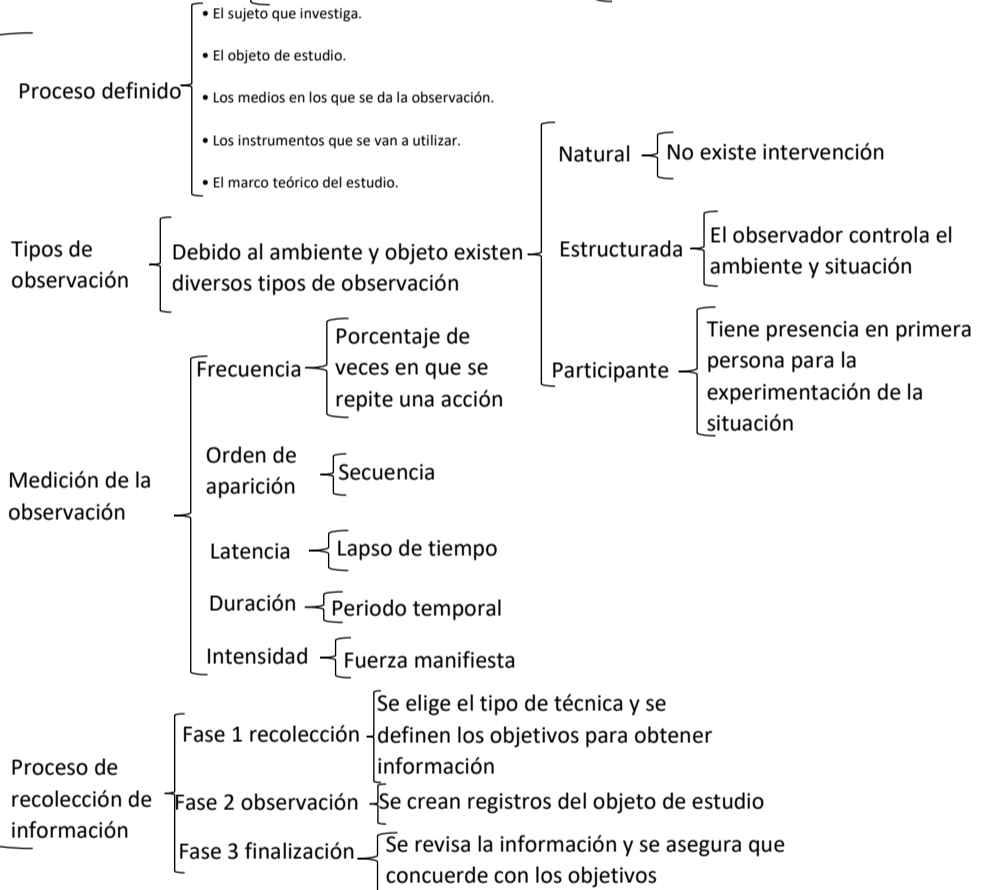 Proceso definido
• El sujeto que investiga.
• El objeto de estudio.
• Los medios en los que se da la observación.
• Los instrumentos que se van a utilizar.
• El marco teórico del estudio.
Tipos de
observación
Debido al ambiente y objeto existen
diversos tipos de observación
Natural
No existe intervención
Estructurada
El observador controla el
ambiente y situación
Participante
Tiene presencia en primera
persona para la
experimentación de la
situación
Medición de la
observación
Frecuencia
Porcentaje de
veces en que se
repite una acción
Orden de
aparición
Secuencia
Latencia
Lapso de tiempo
Duración
Periodo temporal
Intensidad
Fuerza manifiesta
Proceso de
recolección de
información
Fase 1 recolección
Se elige el tipo de técnica y se
definen los objetivos para obtener
información
Fase 2 observación
Se crean registros del objeto de estudio
Fase 3 finalización
Se revisa la información y se asegura que
concuerde con los objetivos